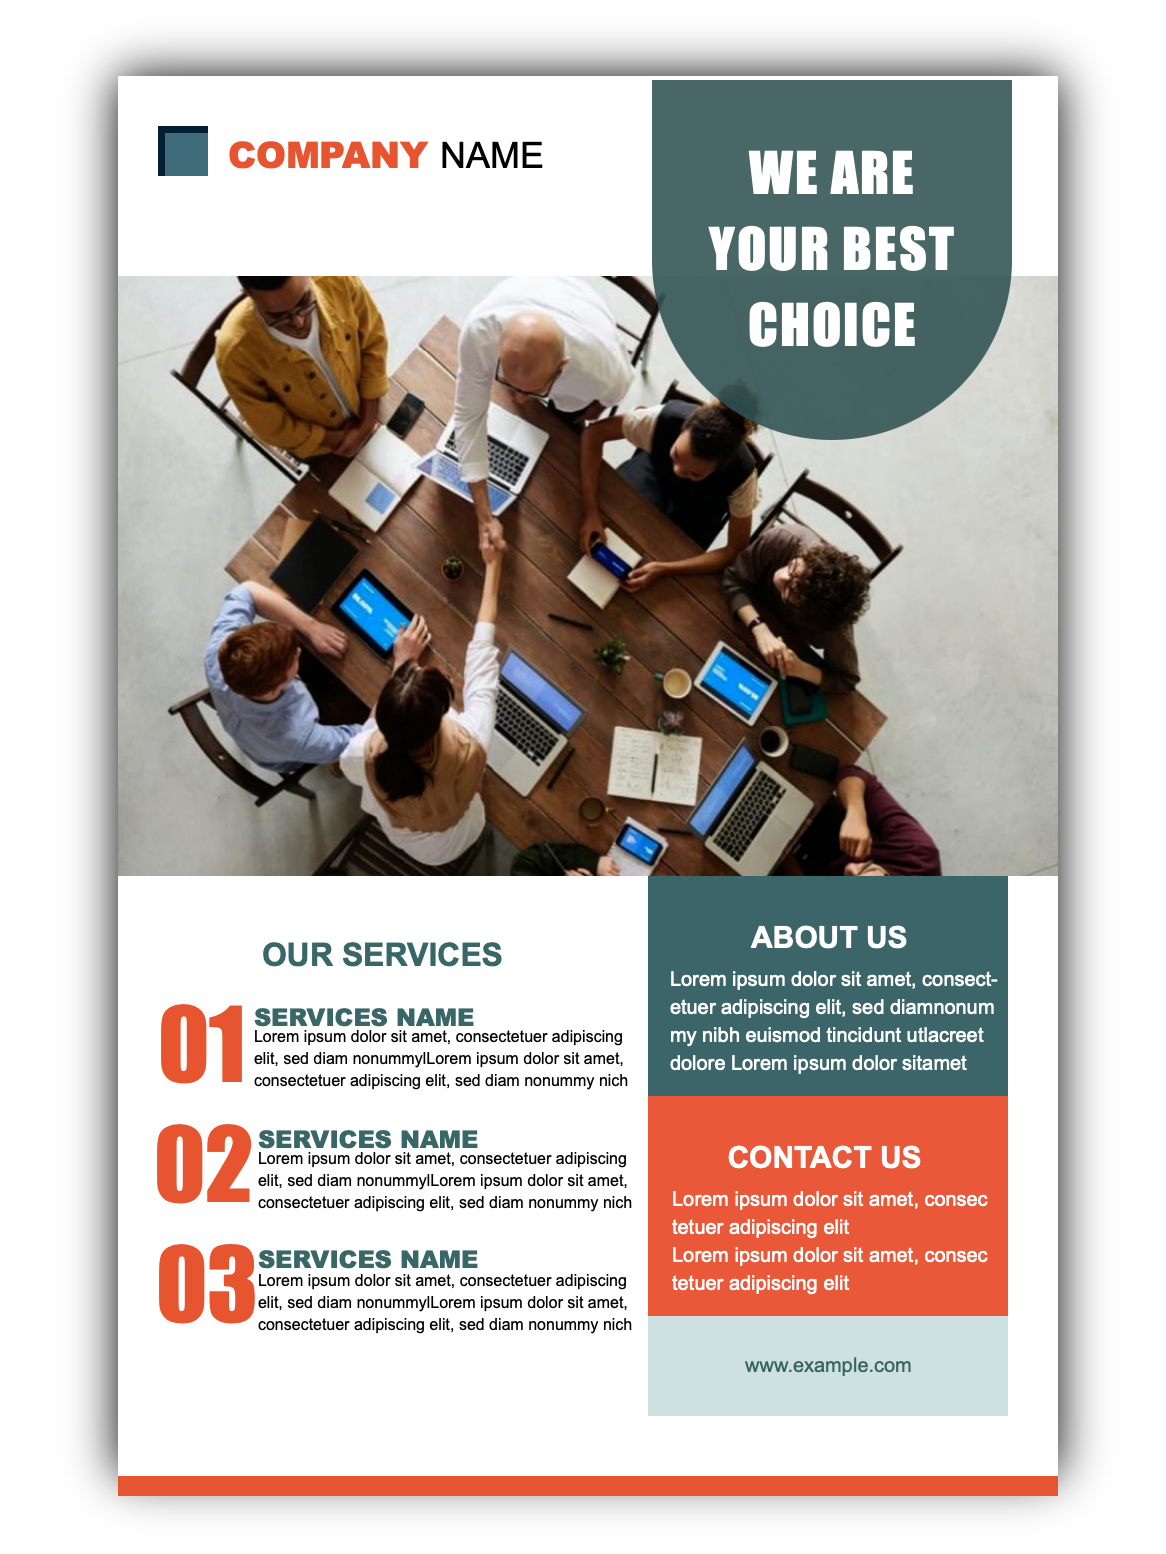 COMPANY NAME
WE ARE
YOUR BEST
CHOICE
OUR SERVICES
01
SERVICES NAME
Lorem ipsum dolor sit amet, consectetuer adipiscing
elit, sed diam nonummylLorem ipsum dolor sit amet,
consectetuer adipiscing elit, sed diam nonummy nich
02
SERVICES NAME
Lorem ipsum dolor sit amet, consectetuer adipiscing
elit, sed diam nonummylLorem ipsum dolor sit amet,
consectetuer adipiscing elit, sed diam nonummy nich
03
SERVICES NAME
Lorem ipsum dolor sit amet, consectetuer adipiscing
elit, sed diam nonummylLorem ipsum dolor sit amet,
consectetuer adipiscing elit, sed diam nonummy nich
ABOUT US
Lorem ipsum dolor sit amet, consect-
etuer adipiscing elit, sed diamnonum
my nibh euismod tincidunt utlacreet
dolore Lorem ipsum dolor sitamet
CONTACT US
Lorem ipsum dolor sit amet, consec
tetuer adipiscing elit
Lorem ipsum dolor sit amet, consec
tetuer adipiscing elit
www.example.com